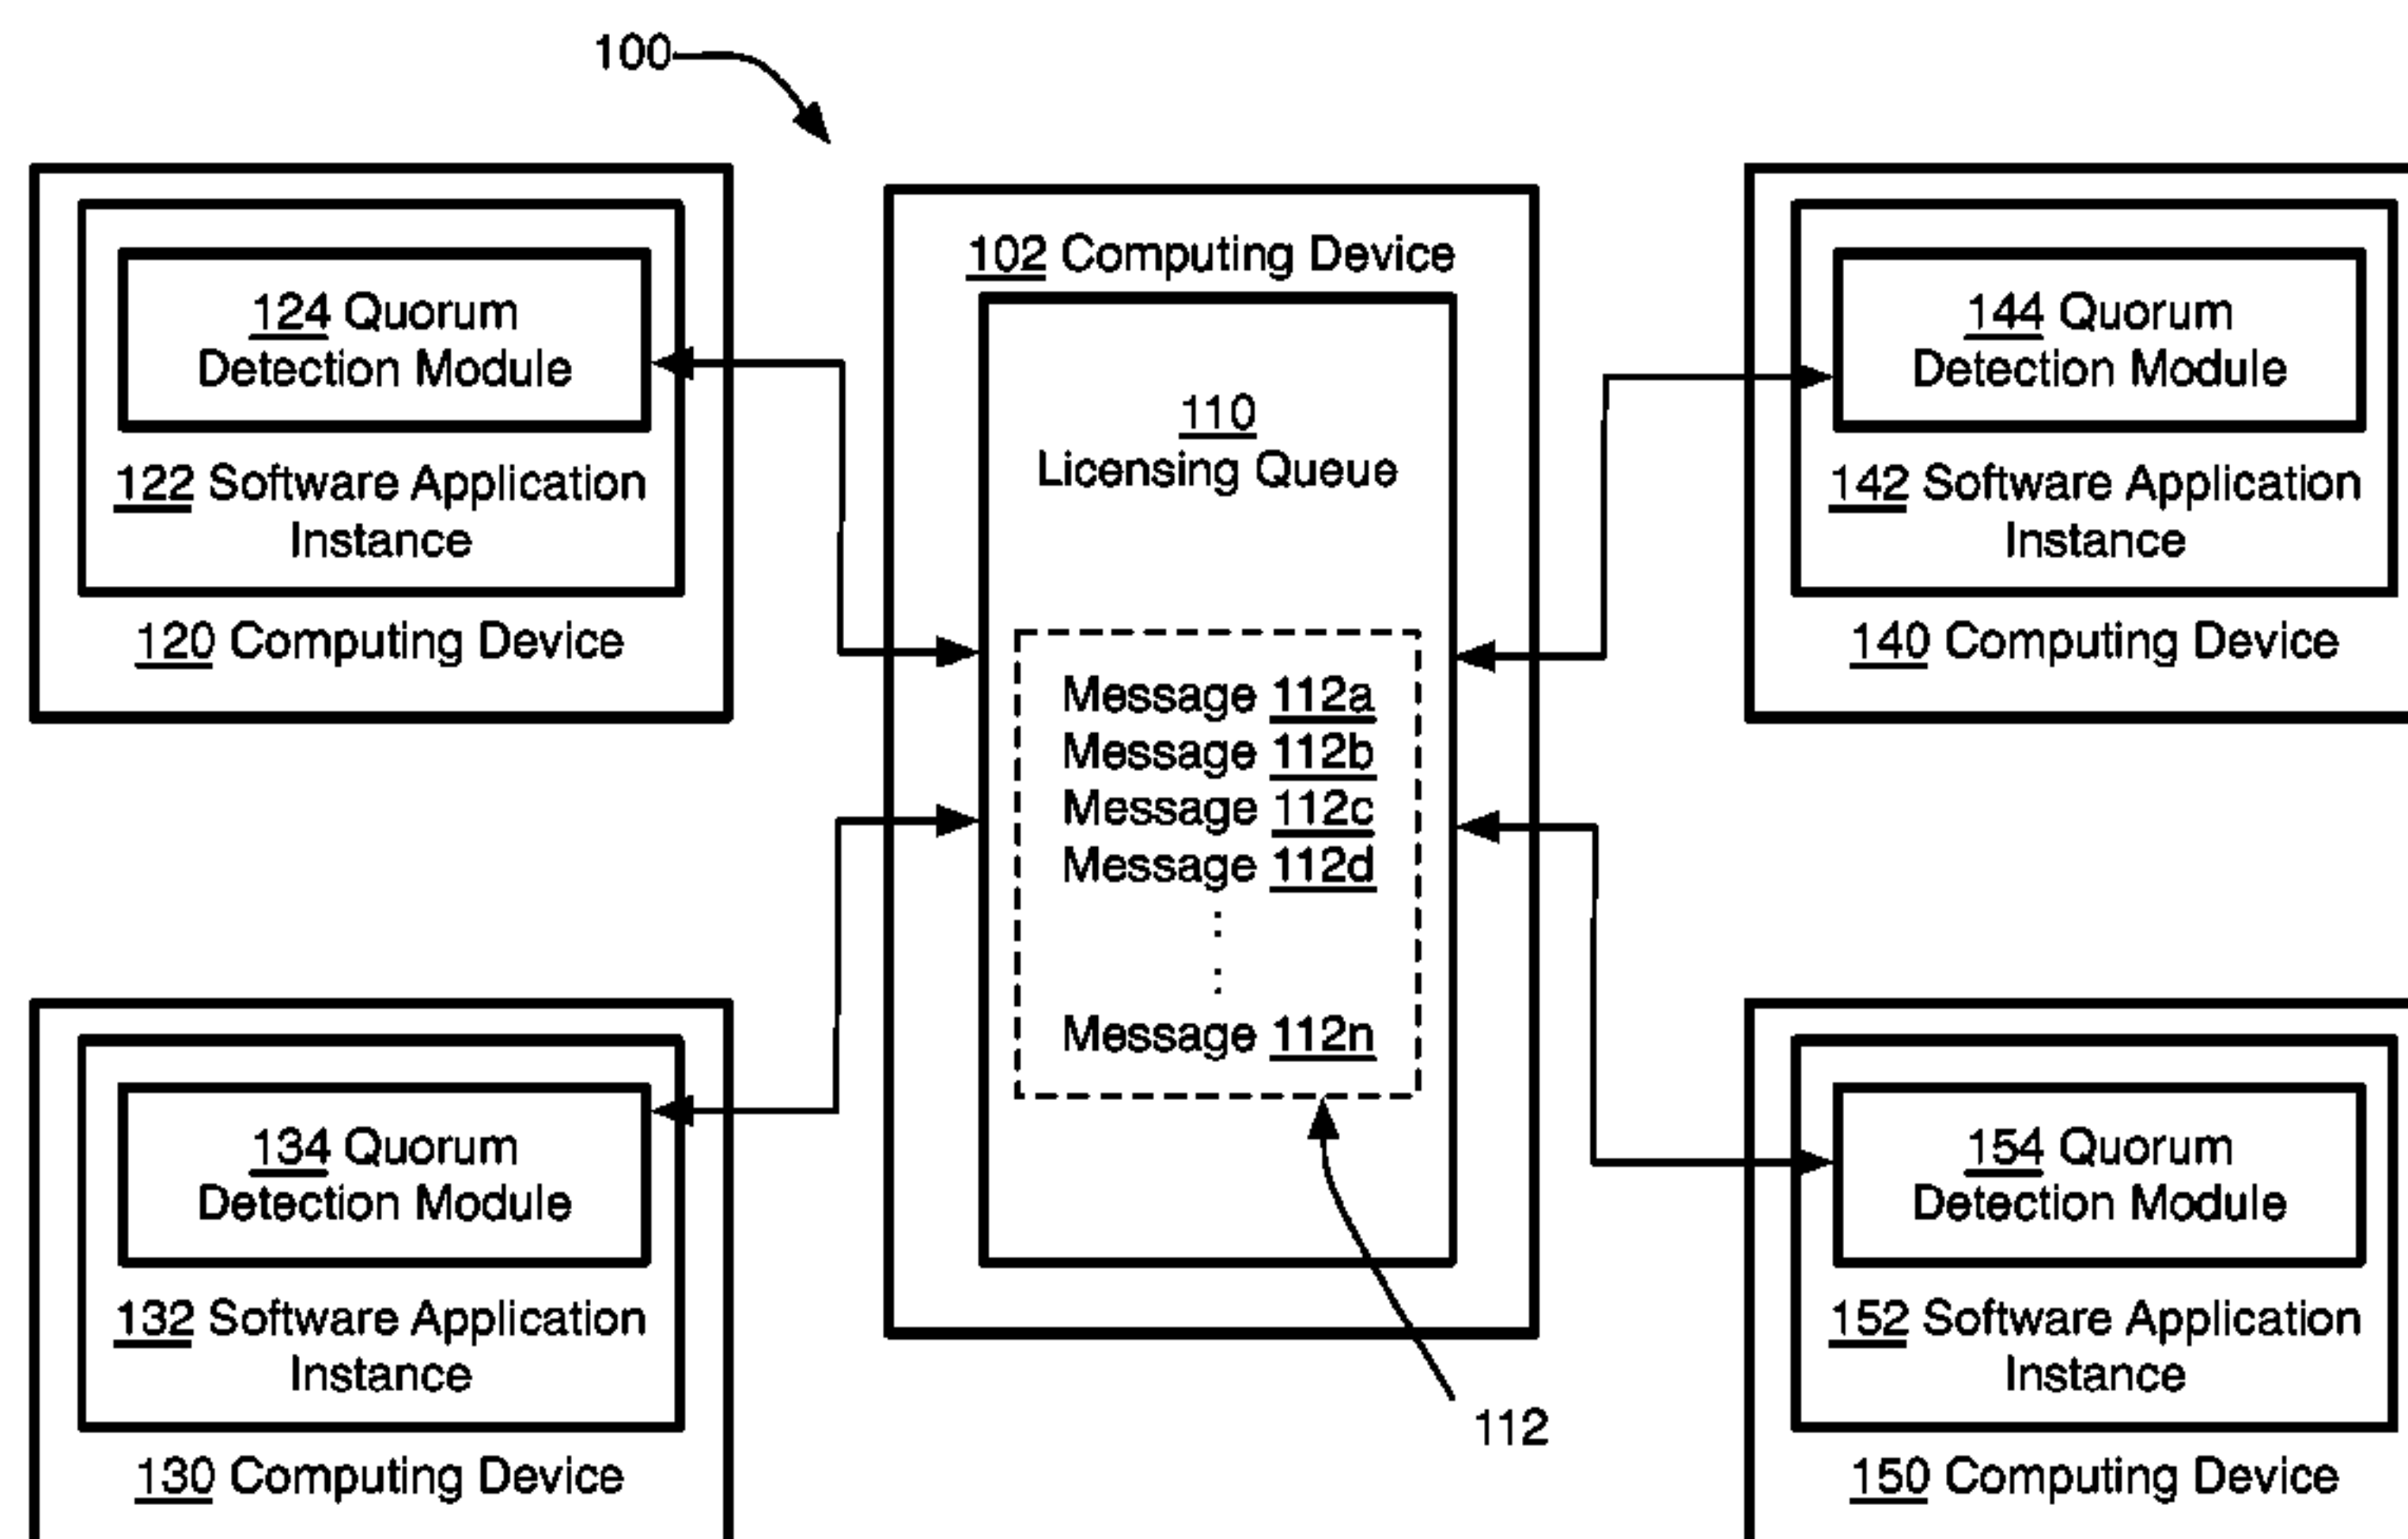 100
124 Quorum
Detection Module
122 Software Application
Instance
120 Computing Device
134 Quorum
Detection Module
132 Software Application
Instance
130 Computing Device
102 Computing Device
110
Licensing Queue
Message 112a
Message 112b
Message 112c
Message 112d
Message 112n
112
144 Quorum
Detection Module
142 Software Application
Instance
140 Computing Device
154 Quorum
Detection Module
152 Software Application
Instance
150 Computing Device